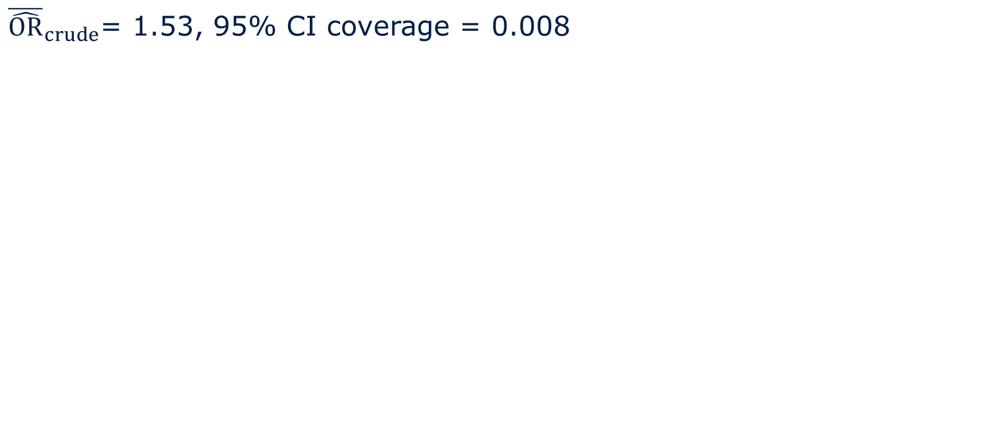 $\overline{\widehat{\mathrm{OR}}}_{\mathrm{crude}}$= 1.53, 95% CI coverage = 0.008